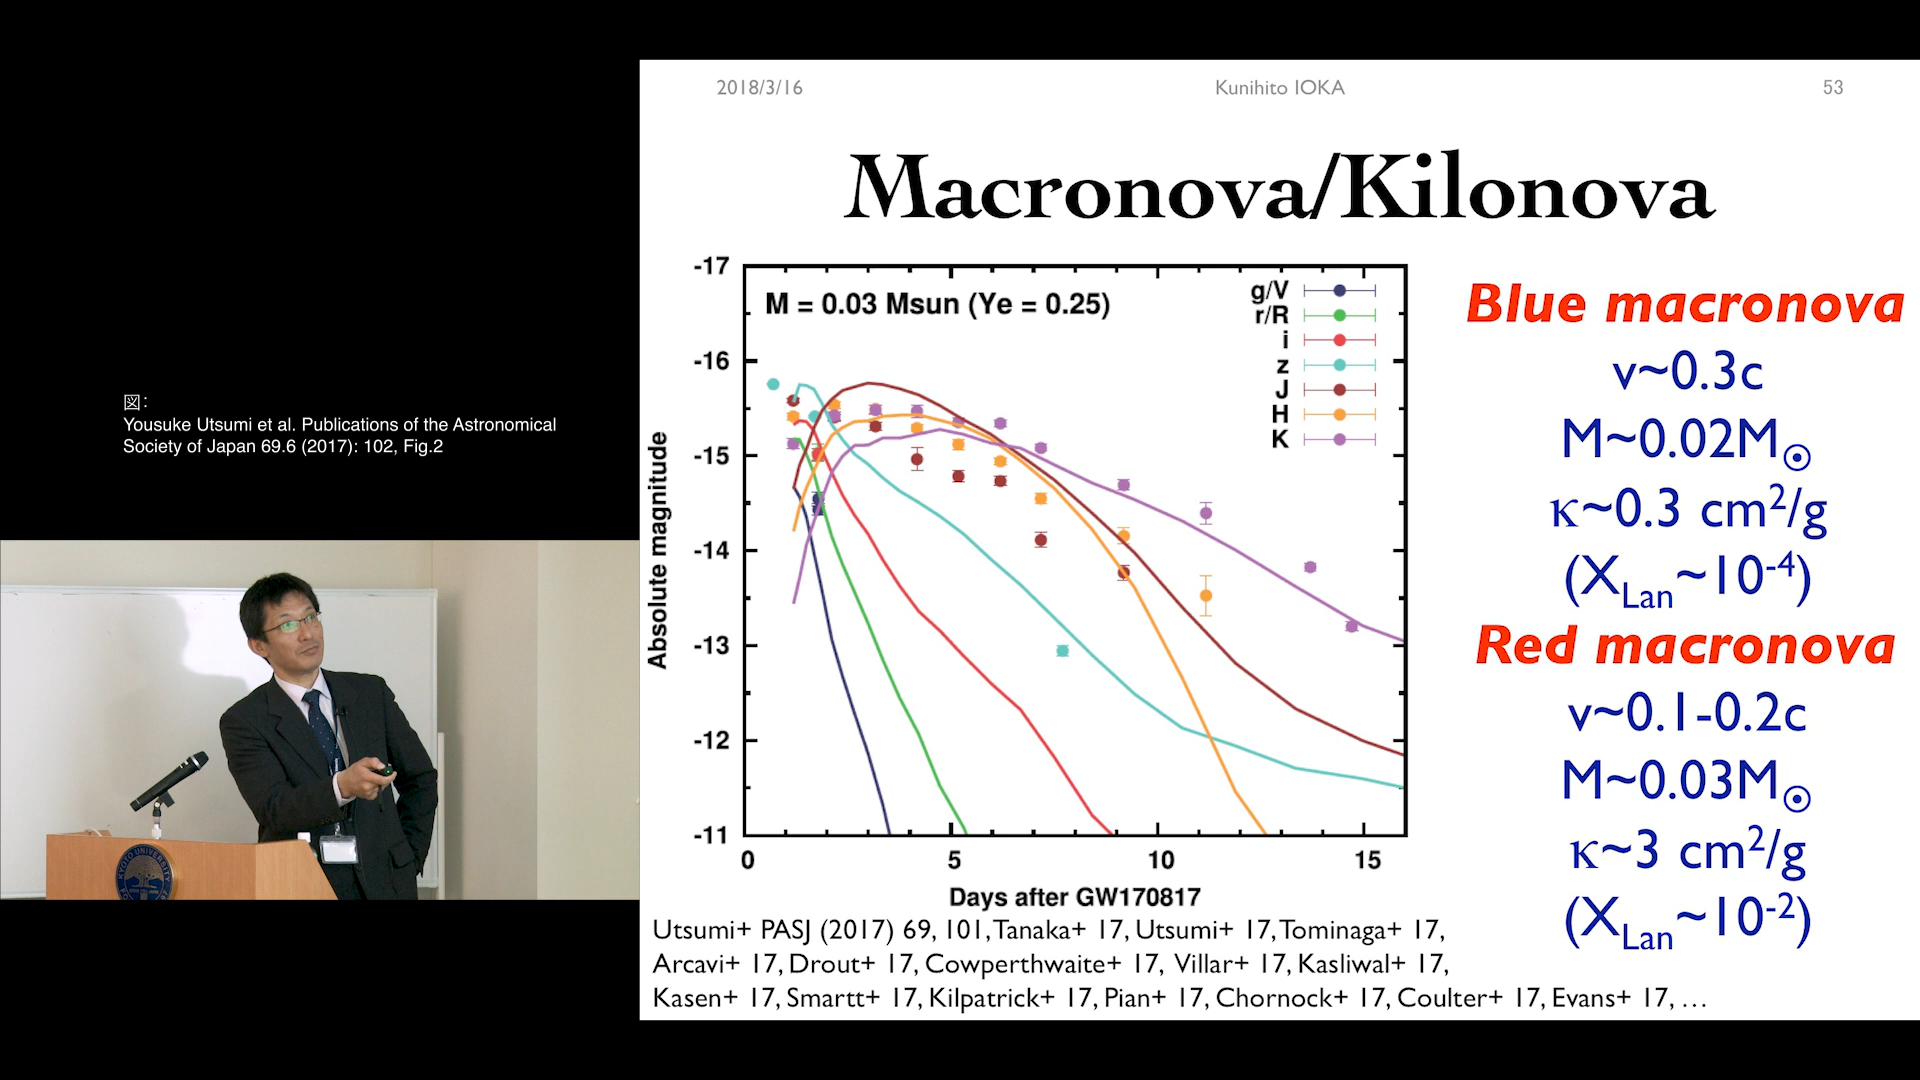 2018/3/16
Kunihito IOKA
53
Macronova/Kilonova
図:
Yousuke Utsumi et al. Publications of the Astronomical
Society of Japan 69.6 (2017): 102, Fig.2
M = 0.03 Msun (Ye = 0.25)
g/V
r/R
i
z
J
H
K
-17
-16
-15
-14
-13
-12
-11
Absolute magnitude
0
5
10
15
Days after GW170817
Blue macronova
v~0.3c
M~0.02M☉
κ~0.3 cm²/g
(X_Lan~10⁻⁴)
Red macronova
v~0.1-0.2c
M~0.03M☉
κ~3 cm²/g
(X_Lan~10⁻²)
Utsumi+ PASJ (2017) 69, 101, Tanaka+ 17, Utsumi+ 17, Tominaga+ 17,
Arcavi+ 17, Drout+ 17, Cowperthwaite+ 17, Villar+ 17, Kasliwal+ 17,
Kasen+ 17, Smartt+ 17, Kilpatrick+ 17, Pian+ 17, Chornock+ 17, Coulter+ 17, Evans+ 17, …
KYOTO UNIVERSITY